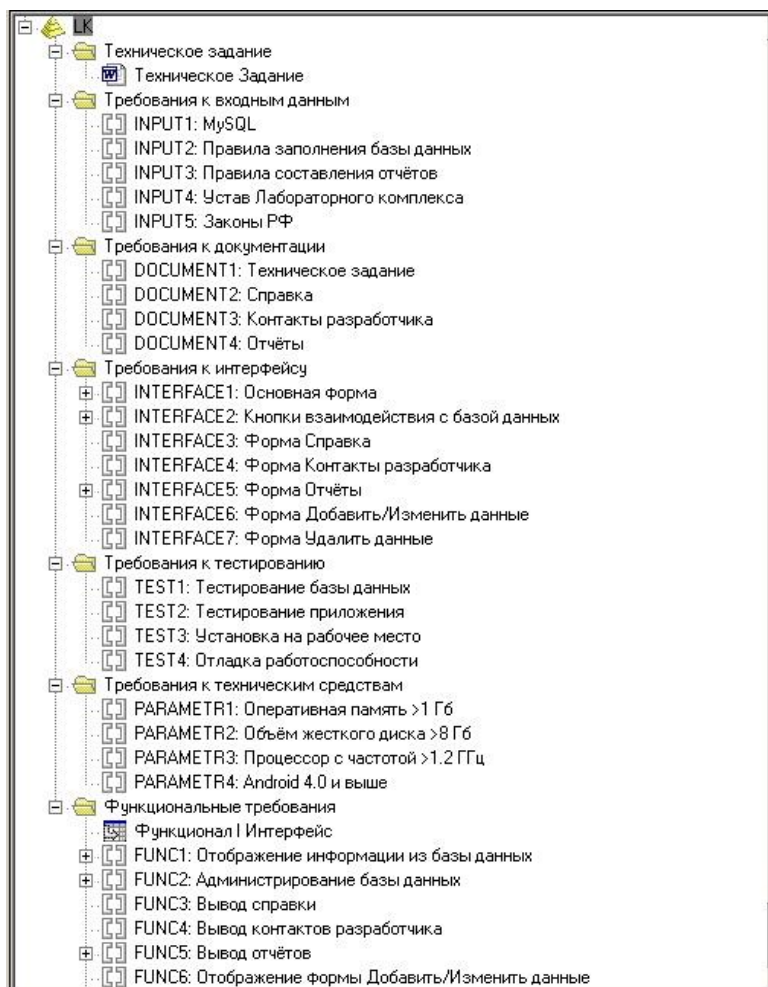 LK
Техническое задание
Техническое Задание
Требования к входным данным
INPUT1: MySQL
INPUT2: Правила заполнения базы данных
INPUT3: Правила составления отчётов
INPUT4: Устав Лабораторного комплекса
INPUT5: Законы РФ
Требования к документации
DOCUMENT1: Техническое задание
DOCUMENT2: Справка
DOCUMENT3: Контакты разработчика
DOCUMENT4: Отчёты
Требования к интерфейсу
INTERFACE1: Основная форма
INTERFACE2: Кнопки взаимодействия с базой данных
INTERFACE3: Форма Справка
INTERFACE4: Форма Контакты разработчика
INTERFACE5: Форма Отчёты
INTERFACE6: Форма Добавить/Изменить данные
INTERFACE7: Форма Удалить данные
Требования к тестированию
TEST1: Тестирование базы данных
TEST2: Тестирование приложения
TEST3: Установка на рабочее место
TEST4: Отладка работоспособности
Требования к техническим средствам
PARAMETR1: Оперативная память >1 Гб
PARAMETR2: Объём жесткого диска >8 Гб
PARAMETR3: Процессор с частотой >1.2 ГГц
PARAMETR4: Android 4.0 и выше
Функциональные требования
Функционал | Интерфейс
FUNC1: Отображение информации из базы данных
FUNC2: Администрирование базы данных
FUNC3: Вывод справки
FUNC4: Вывод контактов разработчика
FUNC5: Вывод отчётов
FUNC6: Отображение формы Добавить/Изменить данные